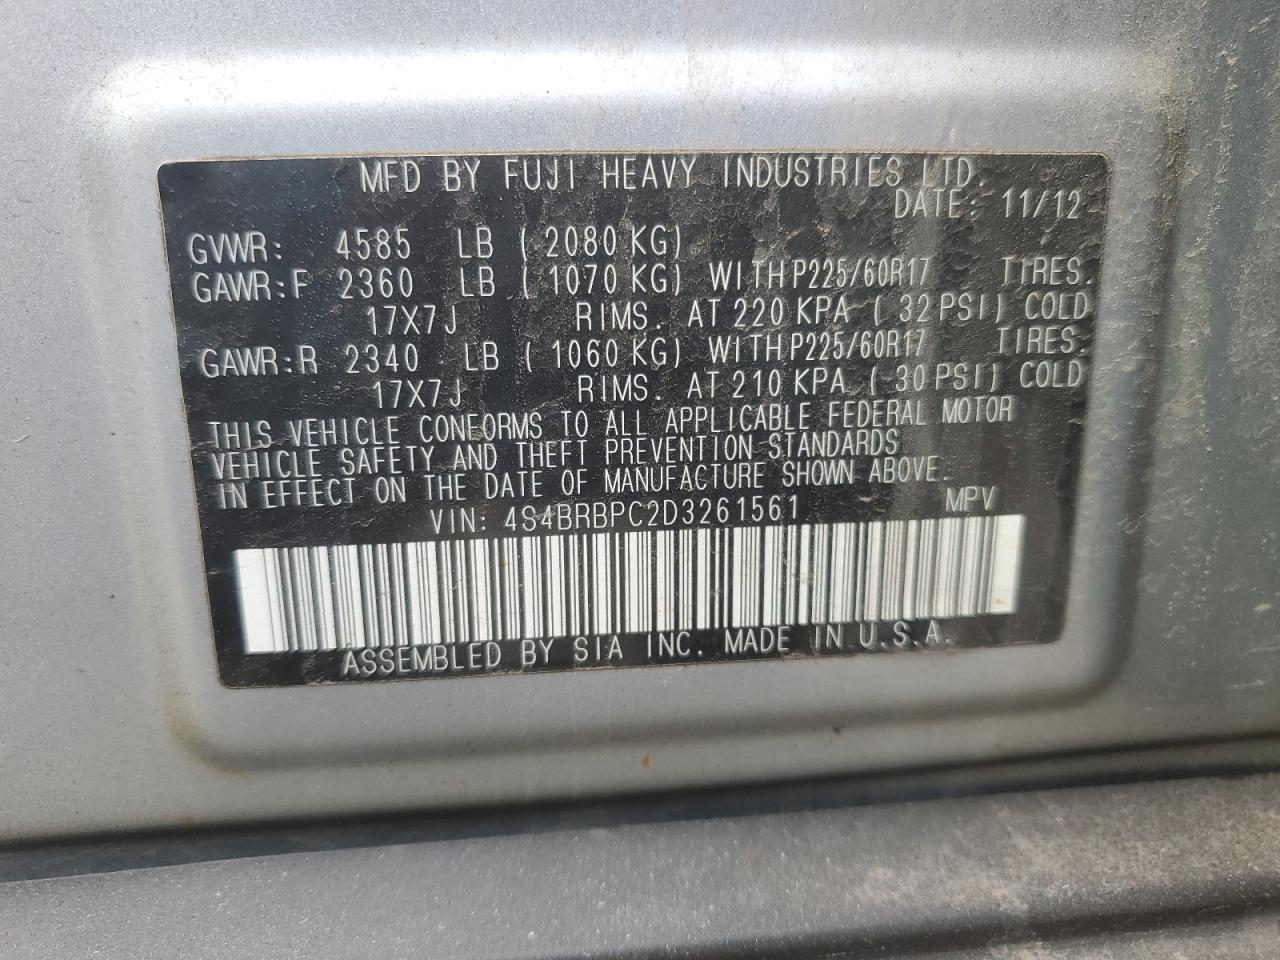 MFD BY FUJI HEAVY INDUSTRIES LTD.
DATE: 11/12
GVWR: 4585 LB ( 2080 KG)
GAWR:F 2360 LB ( 1070 KG) WITH P225/60R17 TIRES.
17X7J RIMS. AT 220 KPA ( 32 PSI) COLD
GAWR:R 2340 LB ( 1060 KG) WITH P225/60R17 TIRES.
17X7J RIMS. AT 210 KPA ( 30 PSI) COLD
THIS VEHICLE CONFORMS TO ALL APPLICABLE FEDERAL MOTOR
VEHICLE SAFETY AND THEFT PREVENTION STANDARDS
IN EFFECT ON THE DATE OF MANUFACTURE SHOWN ABOVE.
VIN: 4S4BRBPC2D3261561 MPV
ASSEMBLED BY SIA INC. MADE IN U.S.A.